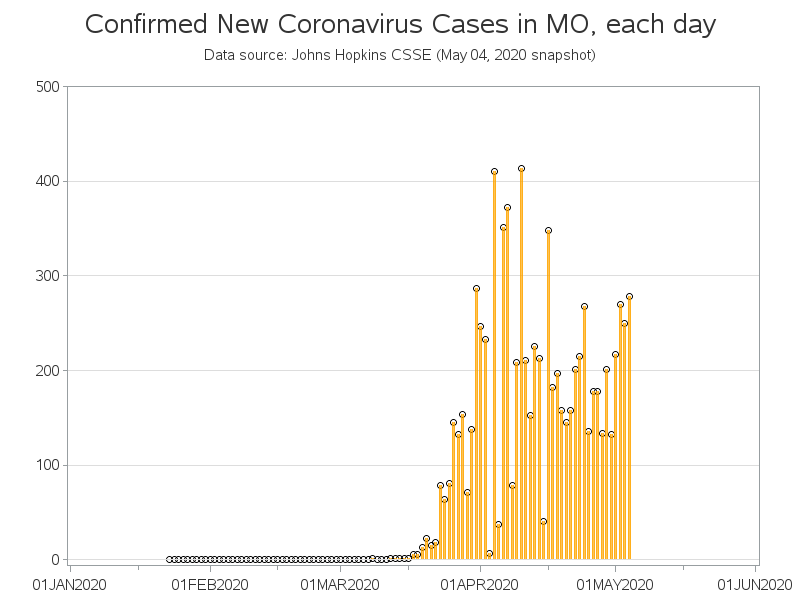 Confirmed New Coronavirus Cases in MO, each day
Data source: Johns Hopkins CSSE (May 04, 2020 snapshot)
500
400
300
200
100
0
01JAN2020 01FEB2020 01MAR2020 01APR2020 01MAY2020 01JUN2020